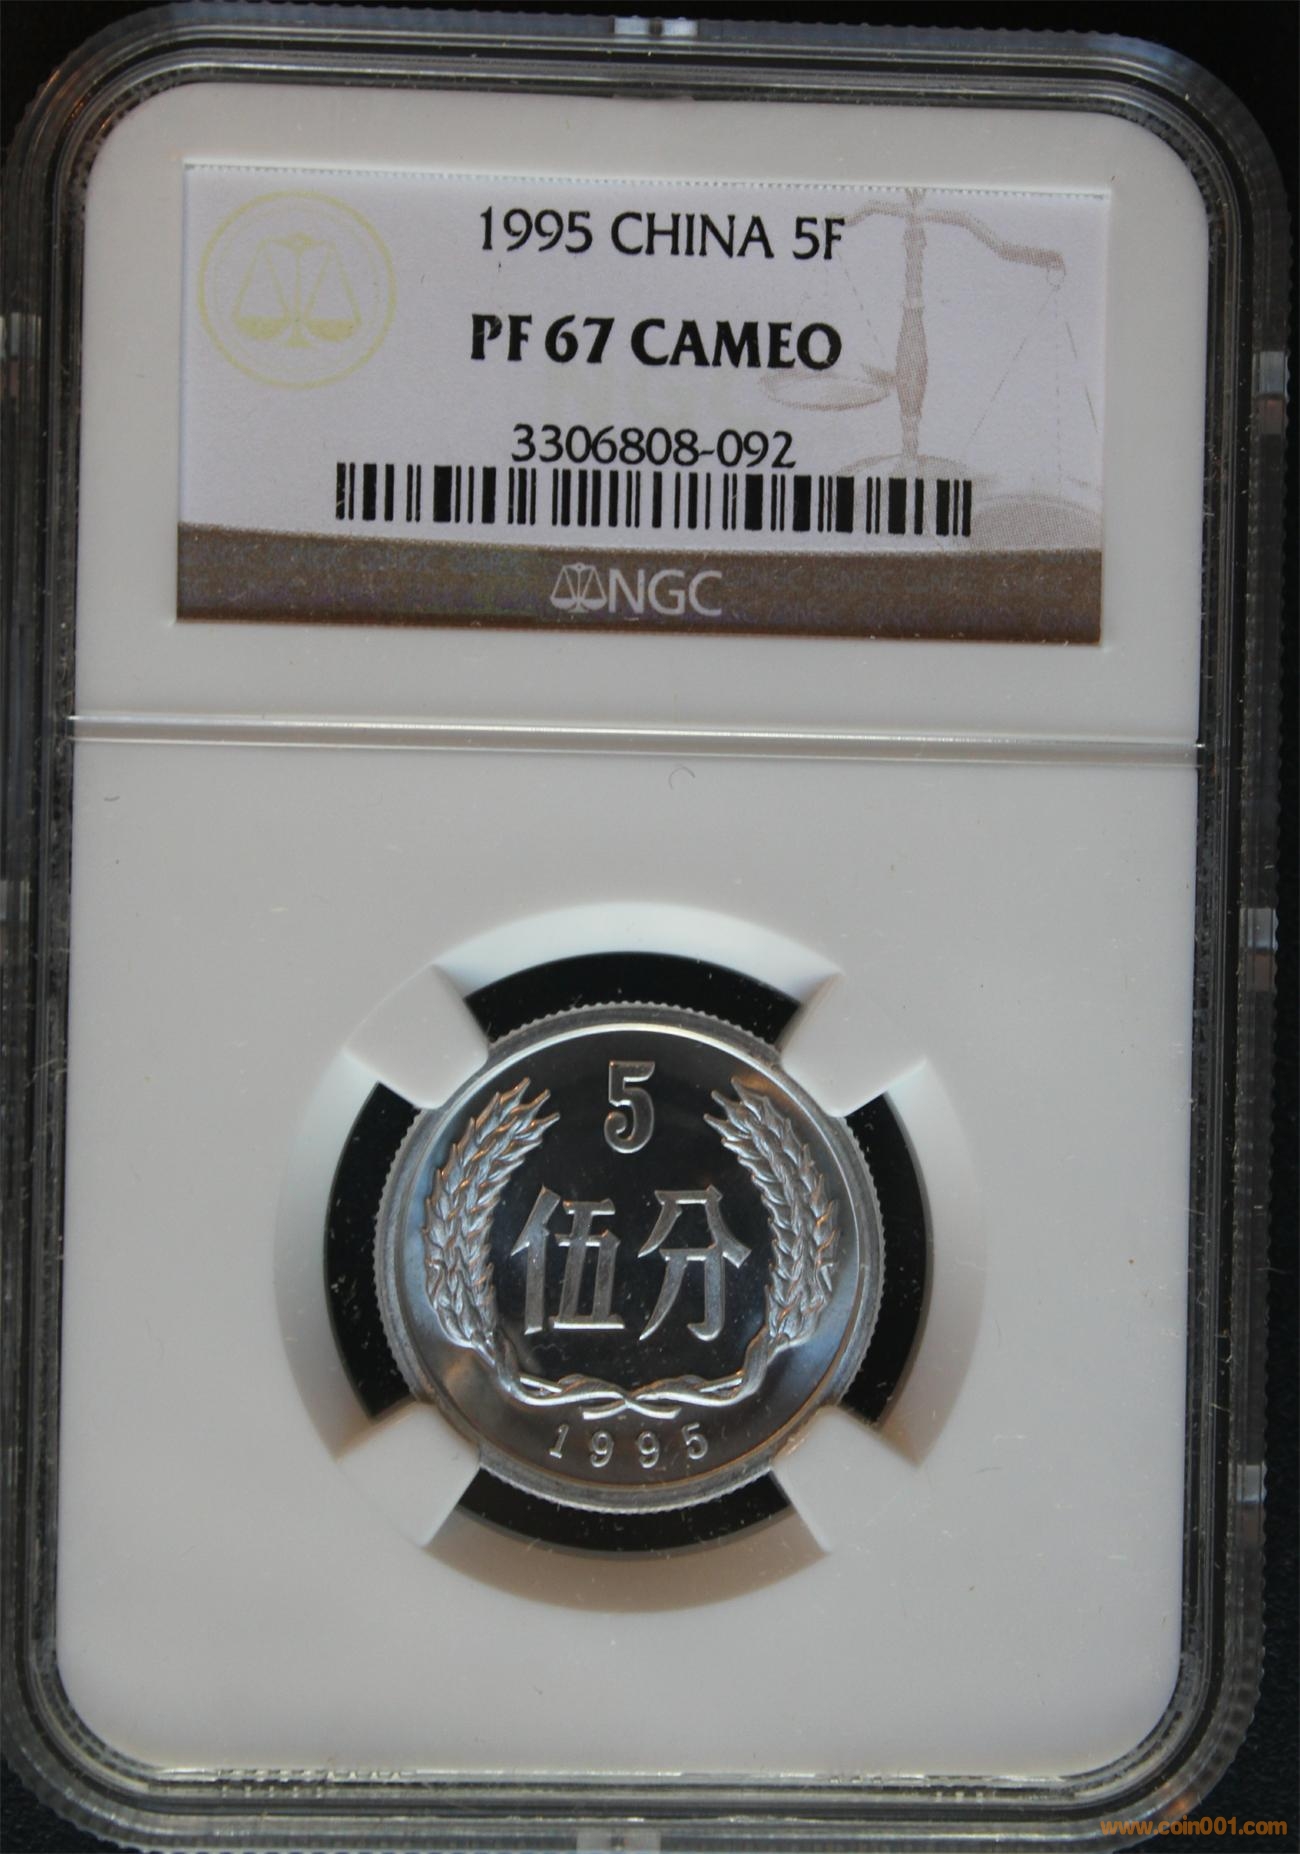 1995 CHINA 5F
PF 67 CAMEO
3306808-092
NGC
5
伍分
1995
www.coin001.com